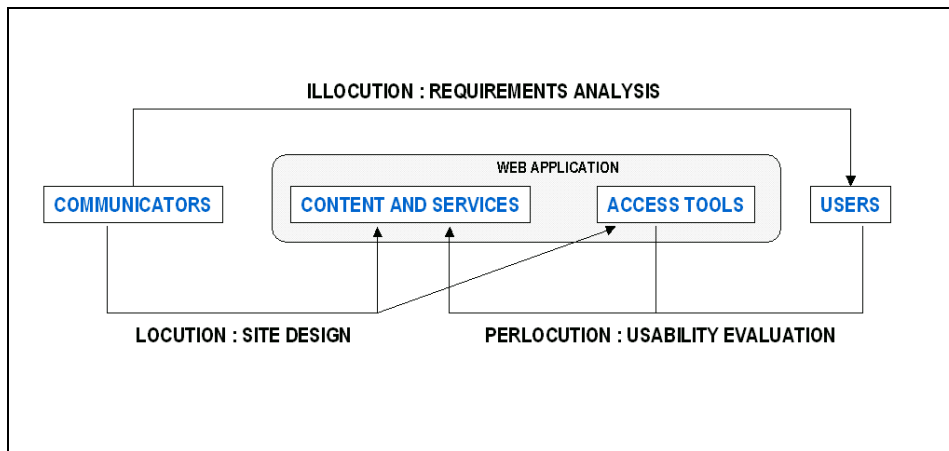 ILLOCUTION : REQUIREMENTS ANALYSIS
WEB APPLICATION
COMMUNICATORS
CONTENT AND SERVICES
ACCESS TOOLS
USERS
LOCUTION : SITE DESIGN
PERLOCUTION : USABILITY EVALUATION